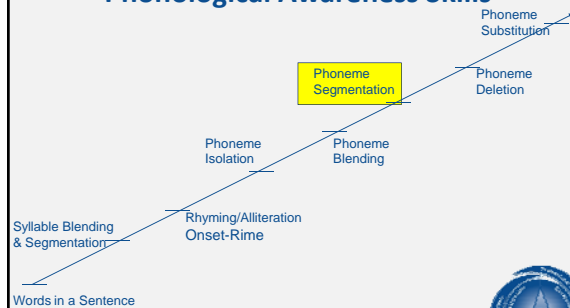 Phonological Awareness Skills
Phoneme
Substitution
Phoneme
Segmentation
Phoneme
Deletion
Phoneme
Isolation
Phoneme
Blending
Rhyming/Alliteration
Onset-Rime
Syllable Blending
& Segmentation
Words in a Sentence